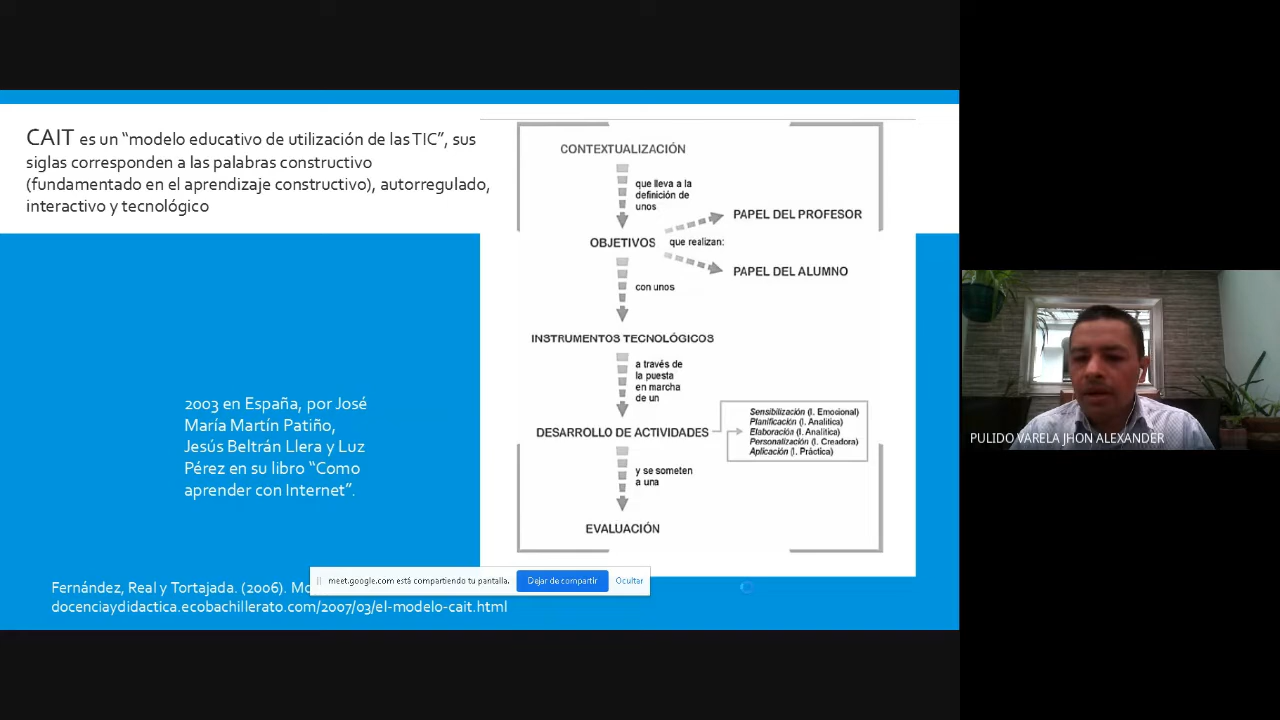 CAIT es un “modelo educativo de utilización de las TIC”, sus
siglas corresponden a las palabras constructivo
(fundamentado en el aprendizaje constructivo), autorregulado,
interactivo y tecnológico
2003 en España, por José
María Martín Patiño,
Jesús Beltrán Llera y Luz
Pérez en su libro “Como
aprender con Internet”.
CONTEXTUALIZACIÓN
que lleva a la
definición de
unos
PAPEL DEL PROFESOR
OBJETIVOS
que realizan:
PAPEL DEL ALUMNO
con unos
INSTRUMENTOS TECNOLÓGICOS
a través de
la puesta
en marcha
de un
DESARROLLO DE ACTIVIDADES
Sensibilización (I. Emocional)
Planificación (I. Analítica)
Elaboración (I. Analítica)
Personalización (I. Creadora)
Aplicación (I. Práctica)
y se someten
a una
EVALUACIÓN
meet.google.com está compartiendo tu pantalla.
Dejar de compartir
Ocultar
Fernández, Real y Tortajada. (2006). Mo
docenciaydidactica.ecobachillerato.com/2007/03/el-modelo-cait.html
PULIDO VARELA JHON ALEXANDER